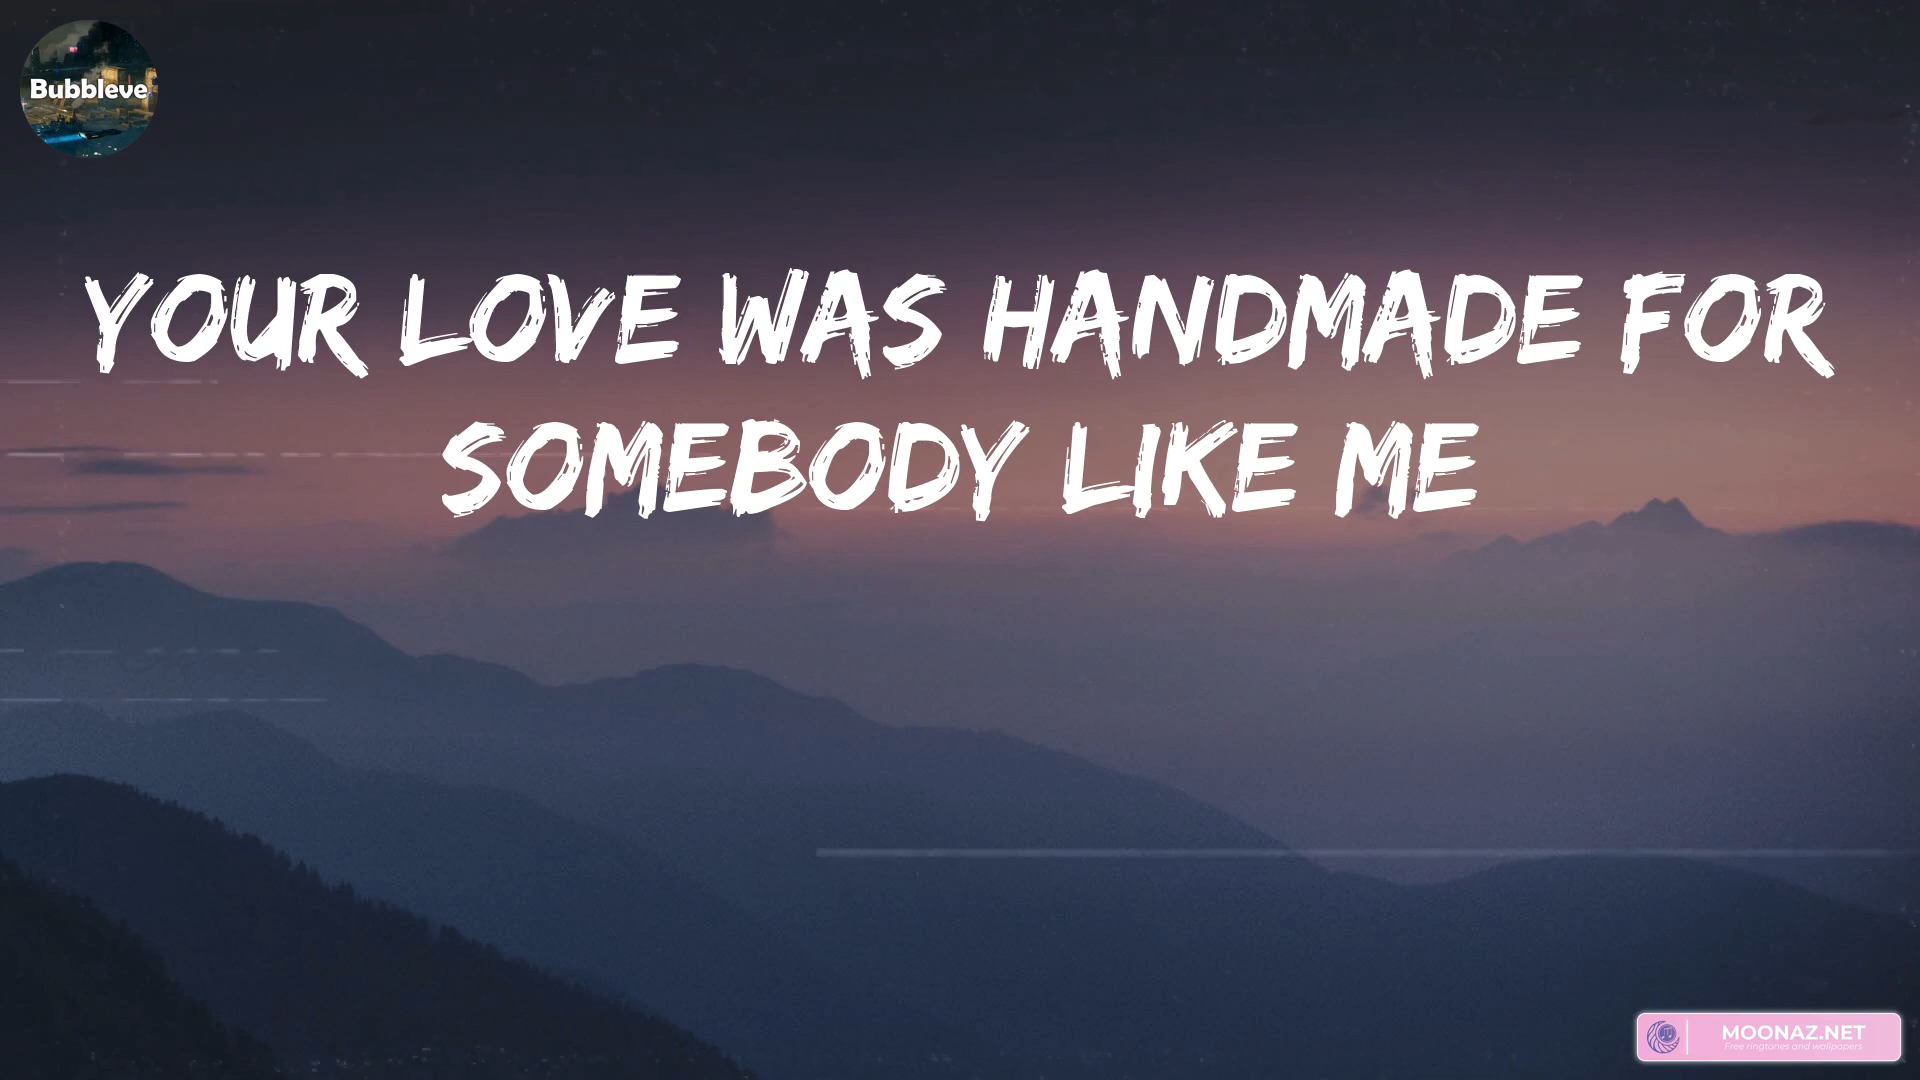 Bubbleve
YOUR LOVE WAS HANDMADE FOR
SOMEBODY LIKE ME
MOONAZ.NET
Free ringtones and wallpapers